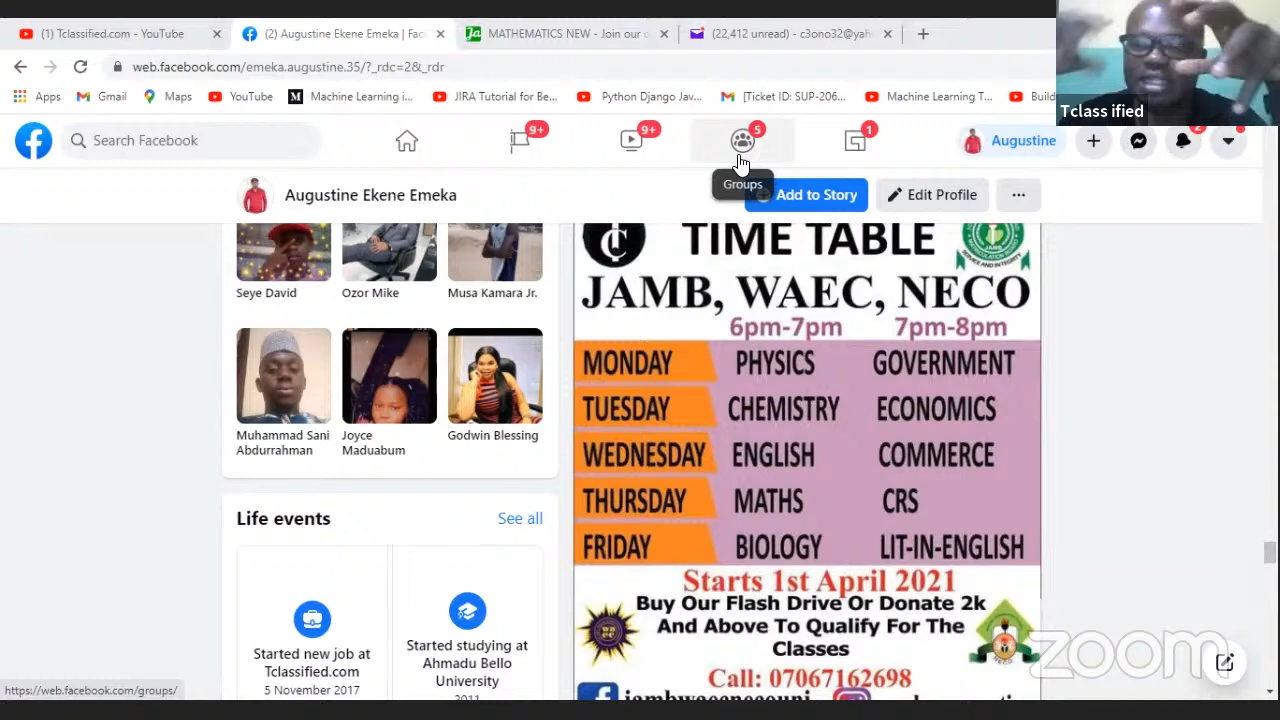 (1) Tclassified.com - YouTube
(2) Augustine Ekene Emeka | Fac
MATHEMATICS NEW - Join our o
(22,412 unread) - c3ono32@yah
web.facebook.com/emeka.augustine.35/?_rdc=2&_rdr
Apps
Gmail
Maps
YouTube
Machine Learning i...
JIRA Tutorial for Be...
Python Django Jav...
[Ticket ID: SUP-206...
Machine Learning T...
Build
Tclass ified
Search Facebook
9+
9+
5
1
Augustine
2
Groups
Augustine Ekene Emeka
Add to Story
Edit Profile
Seye David
Ozor Mike
Musa Kamara Jr.
Muhammad Sani
Abdurrahman
Joyce
Maduabum
Godwin Blessing
Life events
See all
Started new job at
Tclassified.com
5 November 2017
Started studying at
Ahmadu Bello
University
2011
TIME TABLE
JAMB, WAEC, NECO
6pm-7pm 7pm-8pm
MONDAY PHYSICS GOVERNMENT
TUESDAY CHEMISTRY ECONOMICS
WEDNESDAY ENGLISH COMMERCE
THURSDAY MATHS CRS
FRIDAY BIOLOGY LIT-IN-ENGLISH
Starts 1st April 2021
Buy Our Flash Drive Or Donate 2k
And Above To Qualify For The
Classes
Call: 07067162698
zoom
https://web.facebook.com/groups/